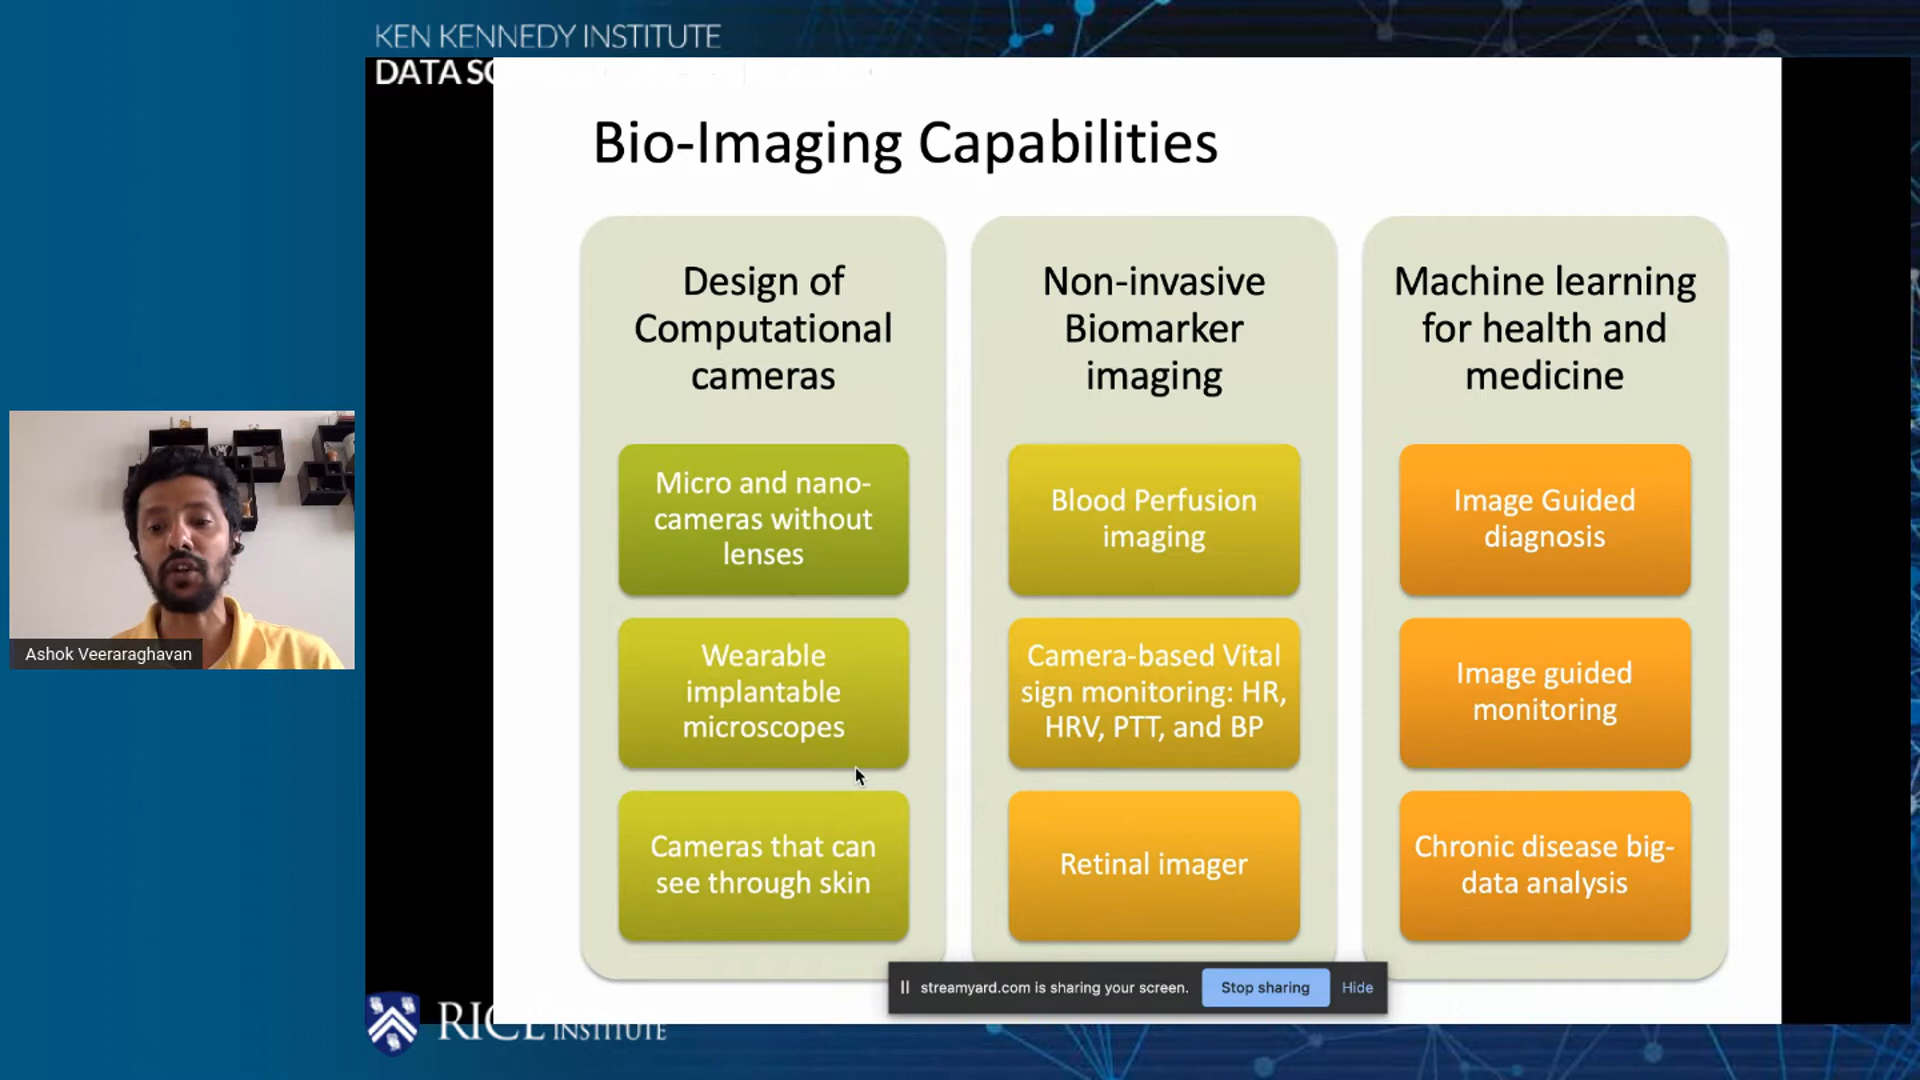 KEN KENNEDY INSTITUTE
DATA SC
Bio-Imaging Capabilities
Design of
Computational
cameras
Micro and nano-
cameras without
lenses
Wearable
implantable
microscopes
Cameras that can
see through skin
Non-invasive
Biomarker
imaging
Blood Perfusion
imaging
Camera-based Vital
sign monitoring: HR,
HRV, PTT, and BP
Retinal imager
Machine learning
for health and
medicine
Image Guided
diagnosis
Image guided
monitoring
Chronic disease big-
data analysis
Ashok Veeraraghavan
streamyard.com is sharing your screen.
Stop sharing
Hide
RICE
INSTITUTE